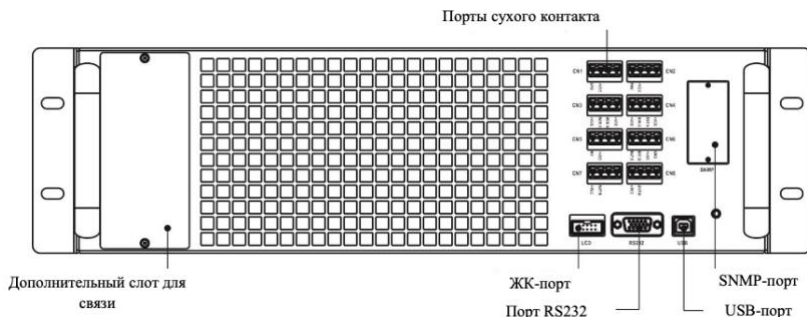 Порты сухого контакта
CN1
CN2
CN3
CN4
CN5
CN6
CN7
CN8
SNMP
LCD
RS232
USB
Дополнительный слот для
связи
ЖК-порт
SNMP-порт
Порт RS232
USB-порт